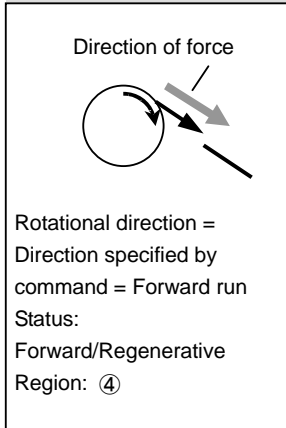 Direction of force
Rotational direction =
Direction specified by
command = Forward run
Status:
Forward/Regenerative
Region: ④